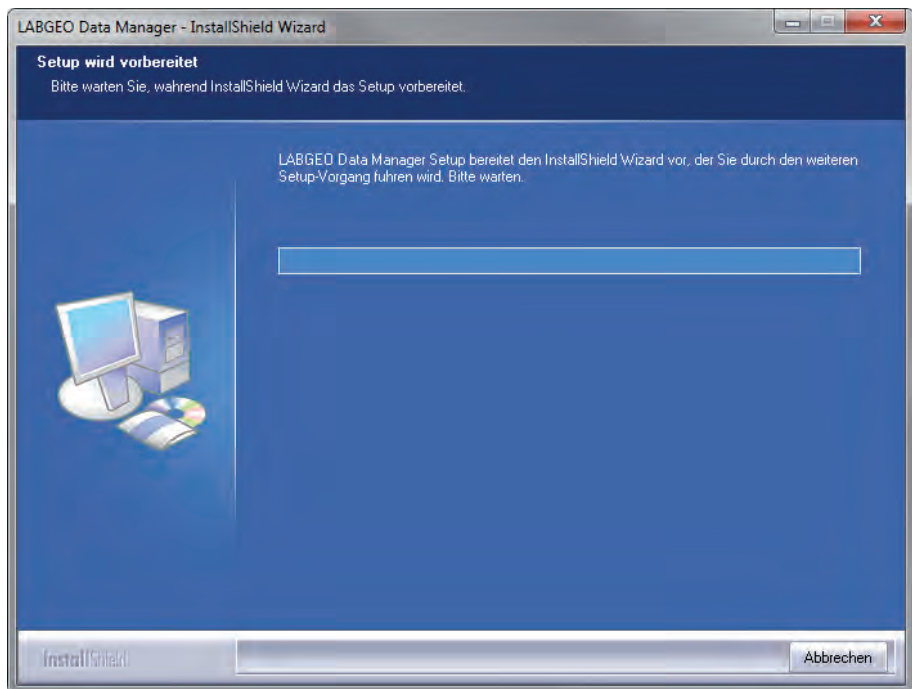 LABGEO Data Manager - InstallShield Wizard
Setup wird vorbereitet
Bitte warten Sie, wahrend InstallShield Wizard das Setup vorbereitet.
LABGEO Data Manager Setup bereitet den InstallShield Wizard vor, der Sie durch den weiteren
Setup-Vorgang fuhren wird. Bitte warten.
InstallShield
Abbrechen